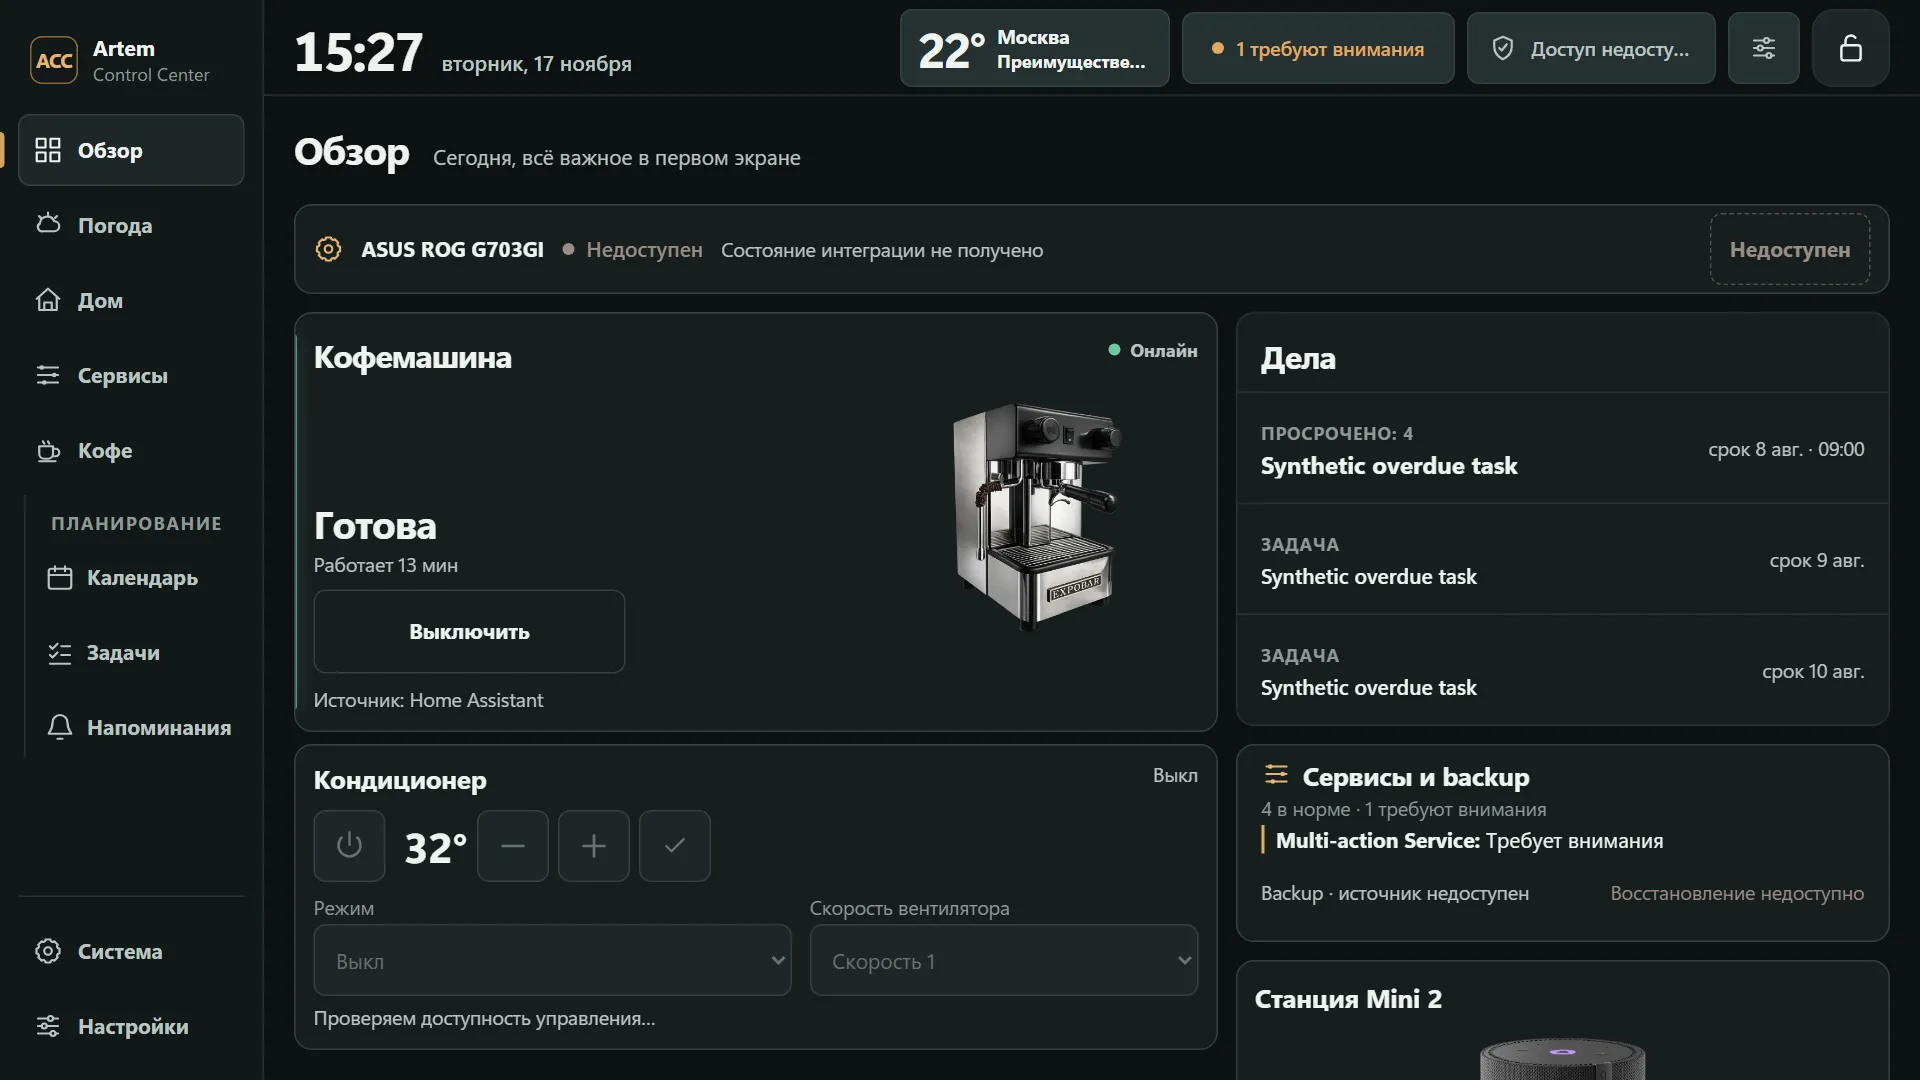 ACC
Artem
Control Center
15:27
вторник, 17 ноября
22°
Москва
Преимуществе...
1 требуют внимания
Доступ недосту...
Обзор
Погода
Дом
Сервисы
Кофе
ПЛАНИРОВАНИЕ
Календарь
Задачи
Напоминания
Система
Настройки
Обзор
Сегодня, всё важное в первом экране
ASUS ROG G703GI
Недоступен
Состояние интеграции не получено
Недоступен
Кофемашина
Онлайн
EXPOBAR
Готова
Работает 13 мин
Выключить
Источник: Home Assistant
Дела
ПРОСРОЧЕНО: 4
Synthetic overdue task
срок 8 авг. · 09:00
ЗАДАЧА
Synthetic overdue task
срок 9 авг.
ЗАДАЧА
Synthetic overdue task
срок 10 авг.
Кондиционер
Выкл
32°
Режим
Выкл
Скорость вентилятора
Скорость 1
Проверяем доступность управления...
Сервисы и backup
4 в норме · 1 требуют внимания
Multi-action Service: Требует внимания
Backup · источник недоступен
Восстановление недоступно
Станция Mini 2